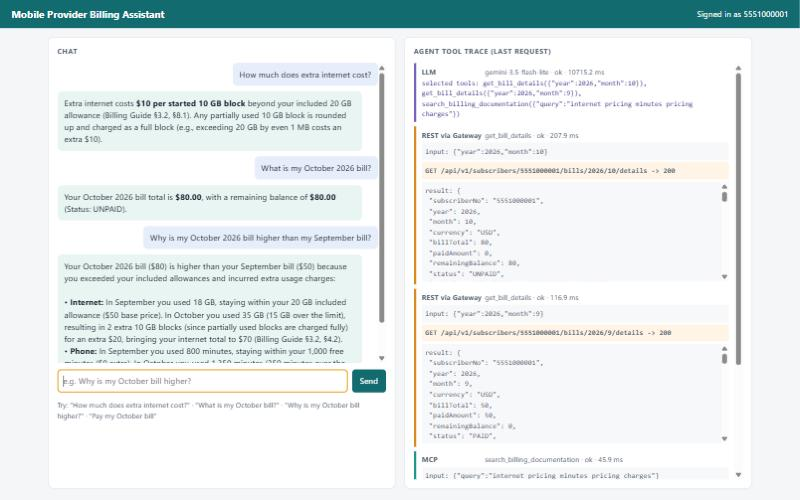 Mobile Provider Billing Assistant
Signed in as 5551000001
CHAT
How much does extra internet cost?
Extra internet costs $10 per started 10 GB block beyond your included 20 GB
allowance (Billing Guide §3.2, §8.1). Any partially used 10 GB block is rounded
up and charged as a full block (e.g., exceeding 20 GB by even 1 MB costs an
extra $10).
What is my October 2026 bill?
Your October 2026 bill total is $80.00, with a remaining balance of $80.00
(Status: UNPAID).
Why is my October 2026 bill higher than my September bill?
Your October 2026 bill ($80) is higher than your September bill ($50) because
you exceeded your included allowances and incurred extra usage charges:
• Internet: In September you used 18 GB, staying within your 20 GB included
allowance ($50 base price). In October you used 35 GB (15 GB over the limit),
resulting in 2 extra 10 GB blocks (since partially used blocks are charged fully)
for an extra $20, bringing your internet total to $70 (Billing Guide §3.2, §4.2).
• Phone: In September you used 800 minutes, staying within your 1,000 free
e.g. Why is my October bill higher?
Send
Try: "How much does extra internet cost?" · "What is my October bill?" · "Why is my October bill
higher?" · "Pay my October bill"
AGENT TOOL TRACE (LAST REQUEST)
LLM gemini 3.5 flash lite · 10715.2 ms
selected tools: get_bill_details({"year":2026,"month":10}),
get_bill_details({"year":2026,"month":9}),
search_billing_documentation({"query":"internet pricing minutes pricing
charges"})
REST via Gateway get_bill_details · ok · 207.9 ms
input: {"year":2026,"month":10}
GET /api/v1/subscribers/5551000001/bills/2026/10/details -> 200
result: {
"subscriberNo": "5551000001",
"year": 2026,
"month": 10,
"currency": "USD",
"billTotal": 80,
"paidAmount": 0,
"remainingBalance": 80,
"status": "UNPAID",
REST via Gateway get_bill_details · ok · 116.9 ms
input: {"year":2026,"month":9}
GET /api/v1/subscribers/5551000001/bills/2026/9/details -> 200
result: {
"subscriberNo": "5551000001",
"year": 2026,
"month": 9,
"currency": "USD",
"billTotal": 50,
"paidAmount": 50,
"remainingBalance": 0,
"status": "PAID",
MCP search_billing_documentation · ok · 45.9 ms
input: {"query":"internet pricing minutes pricing charges"}